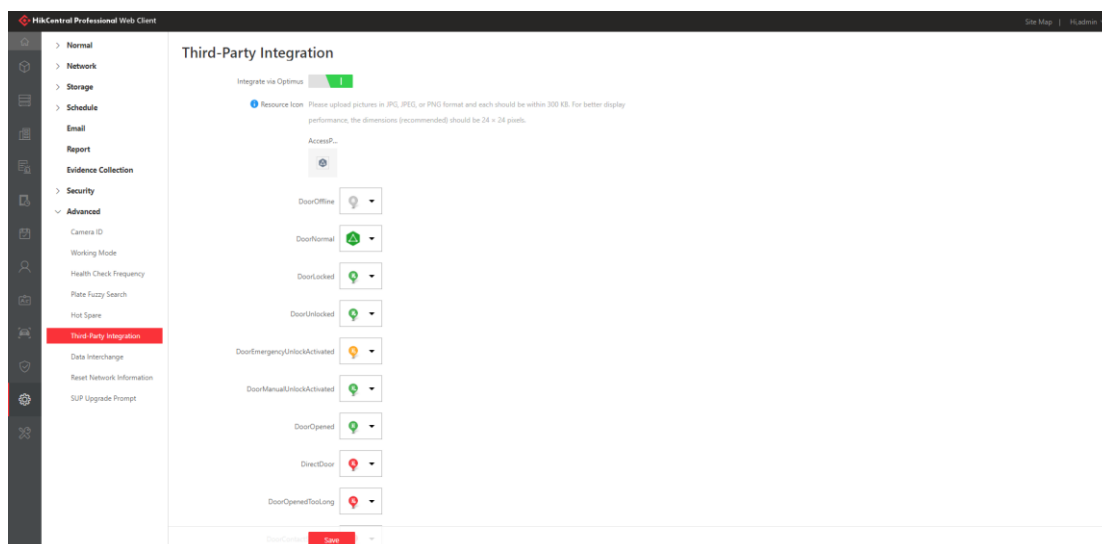 HikCentral Professional Web Client
Site Map | Hi,admin
Normal
Network
Storage
Schedule
Email
Report
Evidence Collection
Security
Advanced
Camera ID
Working Mode
Health Check Frequency
Plate Fuzzy Search
Hot Spare
Third-Party Integration
Data Interchange
Reset Network Information
SUP Upgrade Prompt
Third-Party Integration
Integrate via Optimus
Resource Icon Please upload pictures in JPG, JPEG, or PNG format and each should be within 300 KB. For better display
performance, the dimensions (recommended) should be 24 × 24 pixels.
AccessP...
DoorOffline
DoorNormal
DoorLocked
DoorUnlocked
DoorEmergencyUnlockActivated
DoorManualUnlockActivated
DoorOpened
DirectDoor
DoorOpenedTooLong
Save